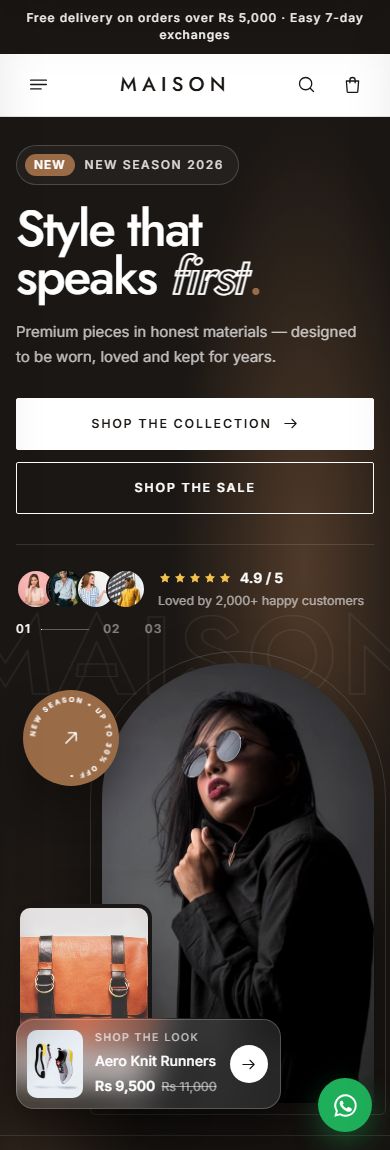 Free delivery on orders over Rs 5,000 · Easy 7-day
exchanges
MAISON
NEW NEW SEASON 2026
Style that
speaks first.
Premium pieces in honest materials — designed
to be worn, loved and kept for years.
SHOP THE COLLECTION →
SHOP THE SALE
★★★★★ 4.9 / 5
Loved by 2,000+ happy customers
01 02 03
MAISON
NEW SEASON • UP TO 30% OFF •
SHOP THE LOOK
Aero Knit Runners
Rs 9,500 Rs 11,000